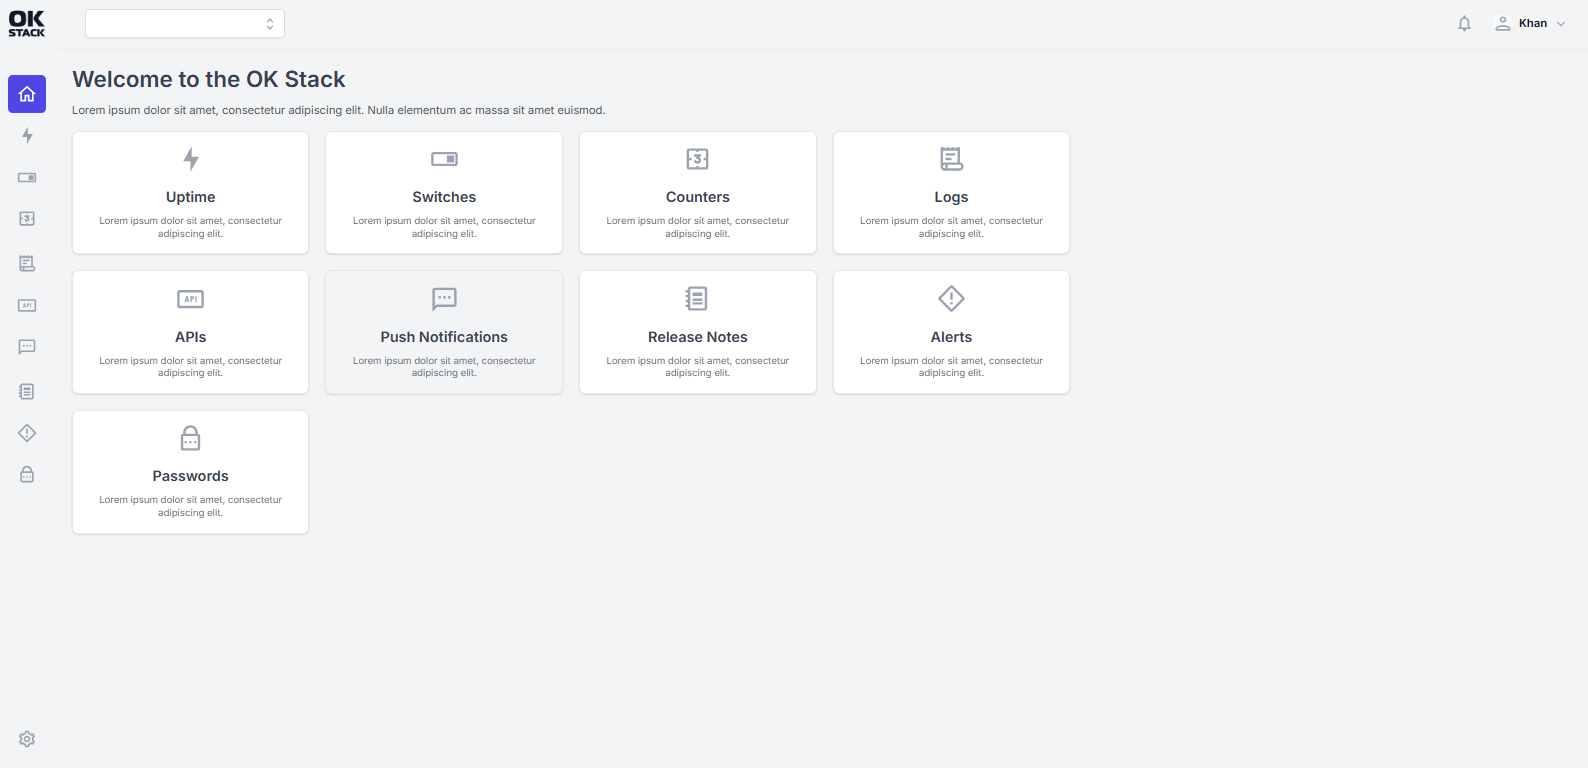 OK
STACK
Khan
Welcome to the OK Stack
Lorem ipsum dolor sit amet, consectetur adipiscing elit. Nulla elementum ac massa sit amet euismod.
Uptime
Lorem ipsum dolor sit amet, consectetur
adipiscing elit.
Switches
Lorem ipsum dolor sit amet, consectetur
adipiscing elit.
3
Counters
Lorem ipsum dolor sit amet, consectetur
adipiscing elit.
Logs
Lorem ipsum dolor sit amet, consectetur
adipiscing elit.
API
APIs
Lorem ipsum dolor sit amet, consectetur
adipiscing elit.
Push Notifications
Lorem ipsum dolor sit amet, consectetur
adipiscing elit.
Release Notes
Lorem ipsum dolor sit amet, consectetur
adipiscing elit.
Alerts
Lorem ipsum dolor sit amet, consectetur
adipiscing elit.
Passwords
Lorem ipsum dolor sit amet, consectetur
adipiscing elit.
3
API